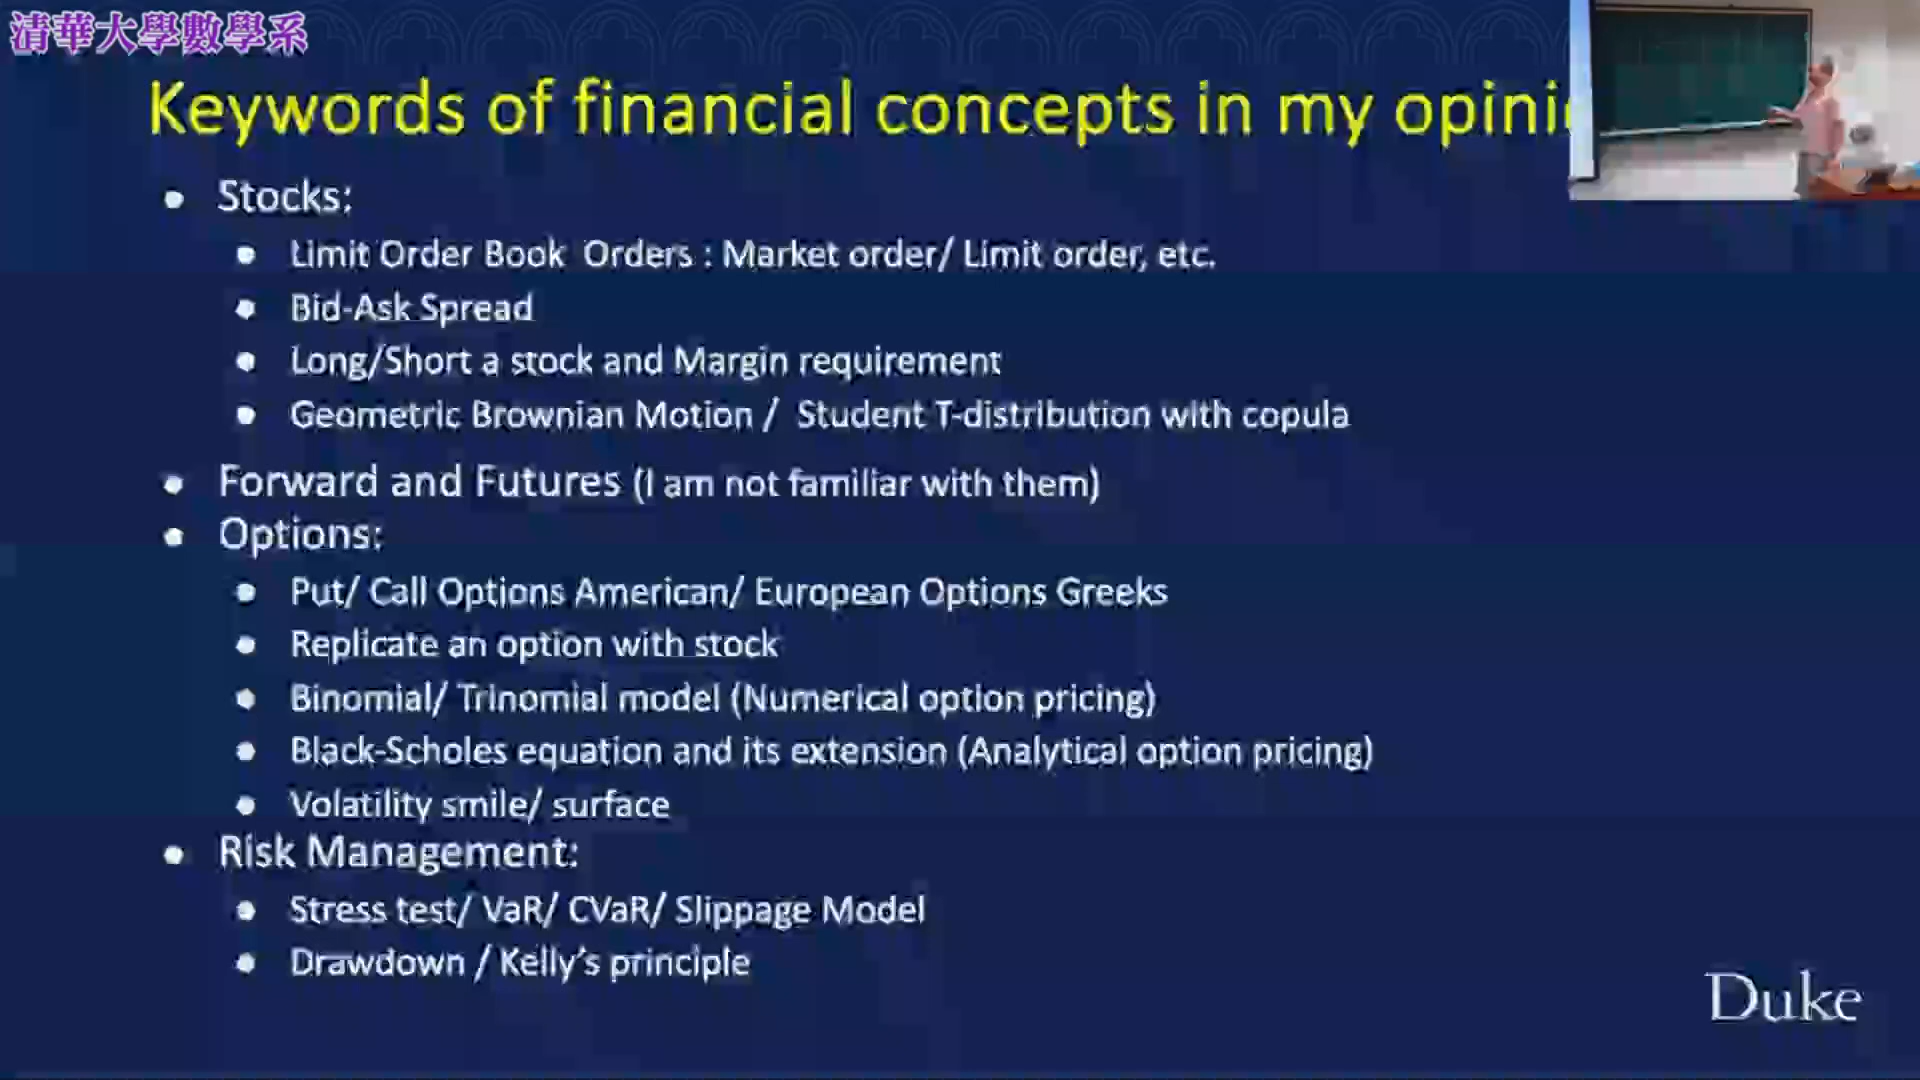 清華大學數學系
Keywords of financial concepts in my opini
Stocks:
Limit Order Book Orders : Market order/ Limit order, etc.
Bid-Ask Spread
Long/Short a stock and Margin requirement
Geometric Brownian Motion / Student T-distribution with copula
Forward and Futures (I am not familiar with them)
Options:
Put/ Call Options American/ European Options Greeks
Replicate an option with stock
Binomial/ Trinomial model (Numerical option pricing)
Black-Scholes equation and its extension (Analytical option pricing)
Volatility smile/ surface
Risk Management:
Stress test/ VaR/ CVaR/ Slippage Model
Drawdown / Kelly's principle
Duke